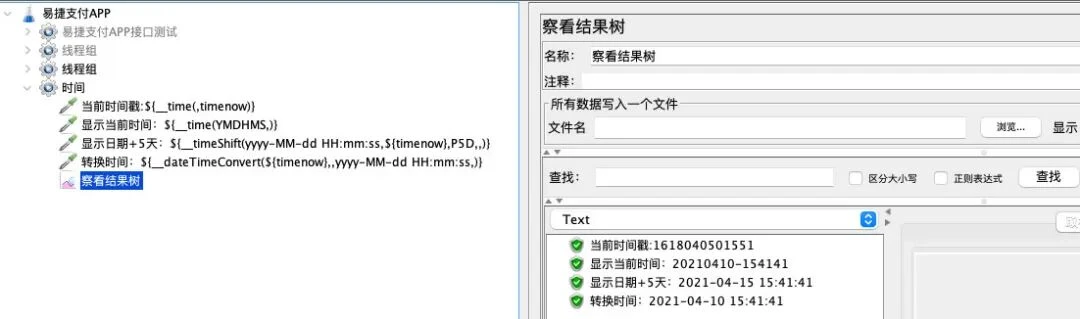 易捷支付APP
易捷支付APP接口测试
线程组
线程组
时间
当前时间戳:${__time(,timenow)}
显示当前时间：${__time(YMDHMS,)}
显示日期+5天：${__timeShift(yyyy-MM-dd HH:mm:ss,${timenow},P5D,,)}
转换时间：${__dateTimeConvert(${timenow},,yyyy-MM-dd HH:mm:ss,)}
察看结果树
察看结果树
名称：
察看结果树
注释：
所有数据写入一个文件
文件名
浏览...
显示
查找：
区分大小写
正则表达式
查找
Text
取
当前时间戳:1618040501551
显示当前时间：20210410-154141
显示日期+5天：2021-04-15 15:41:41
转换时间：2021-04-10 15:41:41